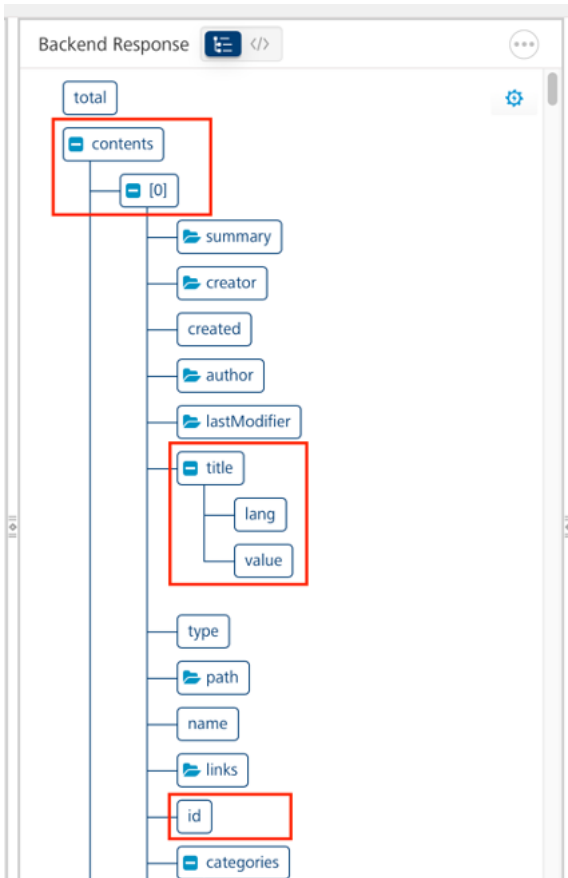 Backend Response </>
total
contents
[0]
summary
creator
created
author
lastModifier
title
lang
value
type
path
name
links
id
categories